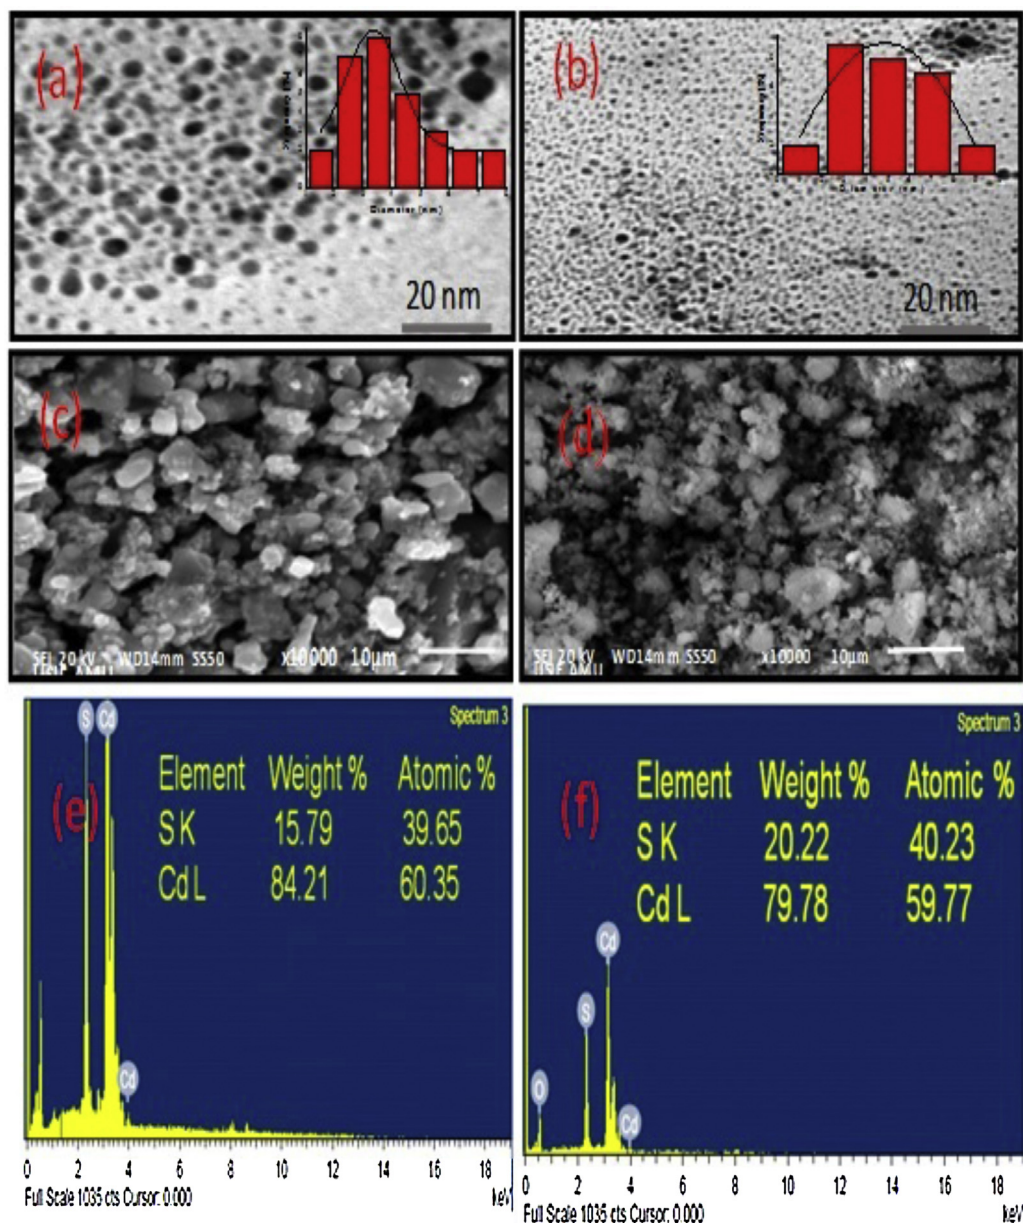 (a)
Diameter (nm)
20 nm
(b)
20 nm
(c)
SEI 20 kV WD14mm SS50 x10000 10µm
(d)
SEI 20 kV WD14mm SS50 x10000 10µm
Spectrum 3
S Cd
(e)
Element Weight % Atomic %
S K 15.79 39.65
Cd L 84.21 60.35
Cd
0 2 4 6 8 10 12 14 16 18
Full Scale 1035 cts Cursor: 0.000 keV
Spectrum 3
(f)
Element Weight % Atomic %
S K 20.22 40.23
Cd L 79.78 59.77
Cd
S
O
Cd
0 2 4 6 8 10 12 14 16 18
Full Scale 1035 cts Cursor: 0.000 keV